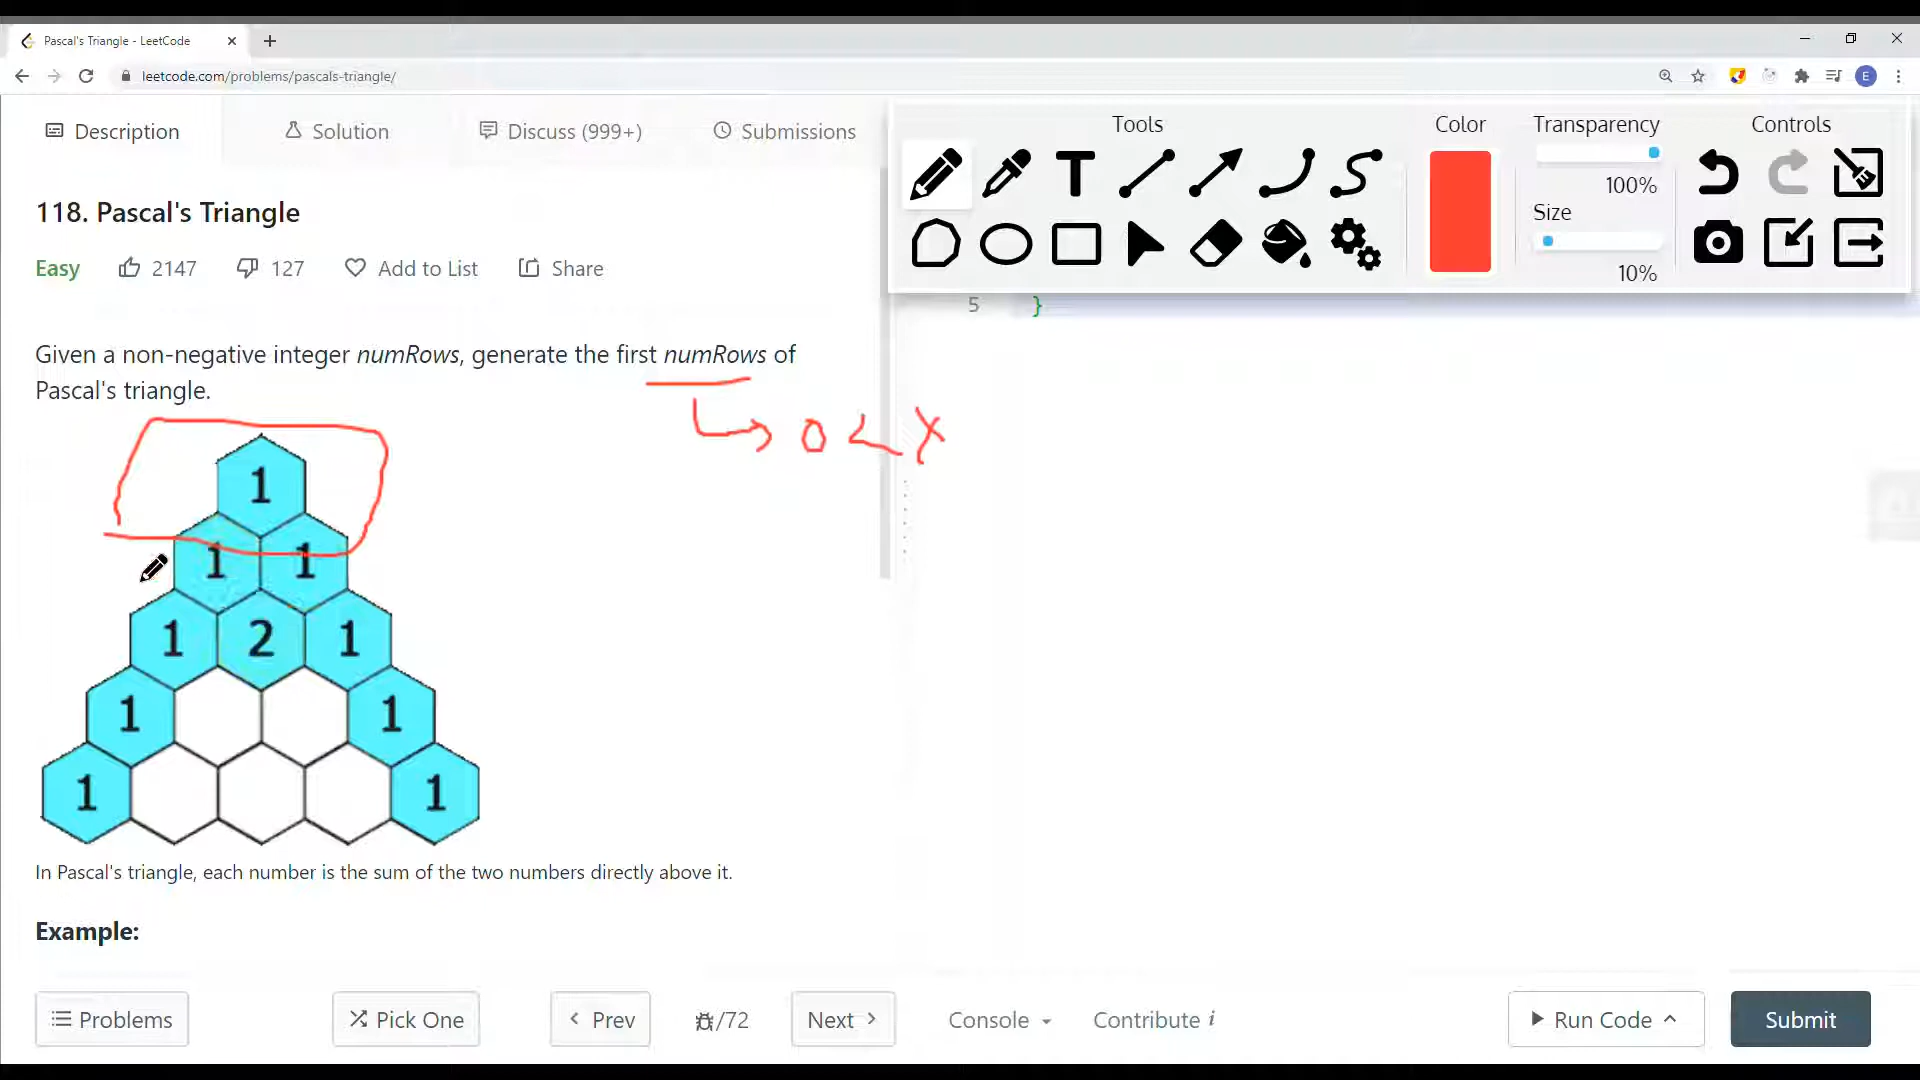 Pascal's Triangle - LeetCode
leetcode.com/problems/pascals-triangle/
E
Description Solution Discuss (999+) Submissions
Tools Color Transparency Controls
T
100%
Size
10%
118. Pascal's Triangle
Easy 2147 127 Add to List Share
5 }
Given a non-negative integer numRows, generate the first numRows of
Pascal's triangle.
0 < X
1
1 1
1 2 1
1 1
1 1
In Pascal's triangle, each number is the sum of the two numbers directly above it.
Example:
Problems Pick One Prev /72 Next Console Contribute i Run Code Submit